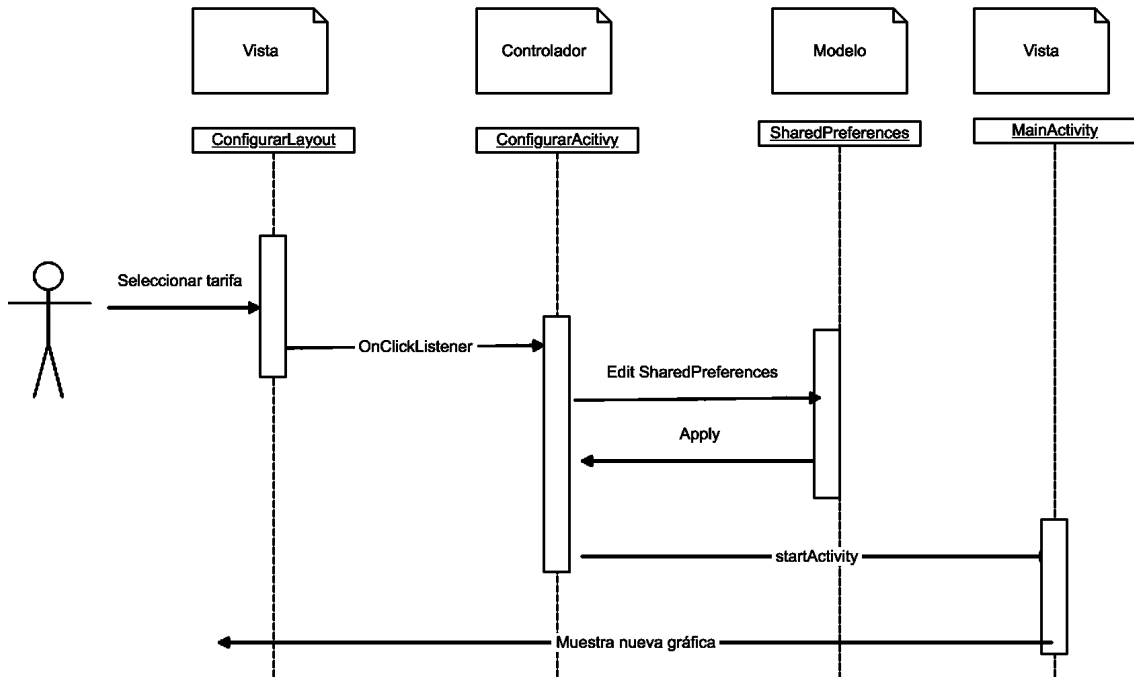 Vista
Controlador
Modelo
Vista
ConfigurarLayout
ConfigurarAcitivy
SharedPreferences
MainActivity
Seleccionar tarifa
OnClickListener
Edit SharedPreferences
Apply
startActivity
Muestra nueva gráfica